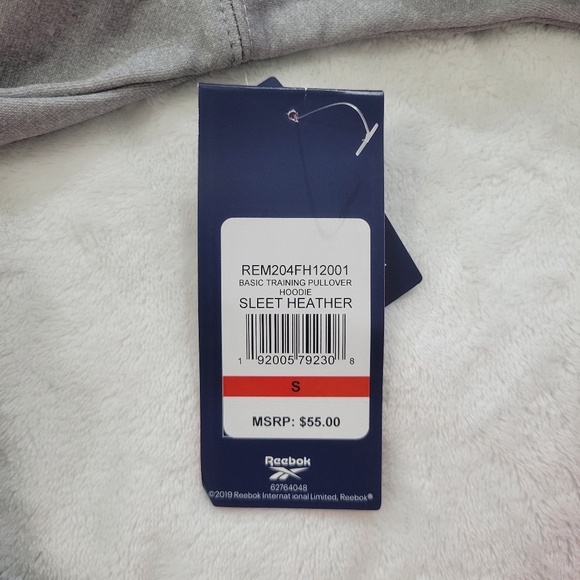 REM204FH12001
BASIC TRAINING PULLOVER
HOODIE
SLEET HEATHER
1 92005 79230 8
S
MSRP: $55.00
Reebok
62764048
©2019 Reebok International Limited, Reebok®